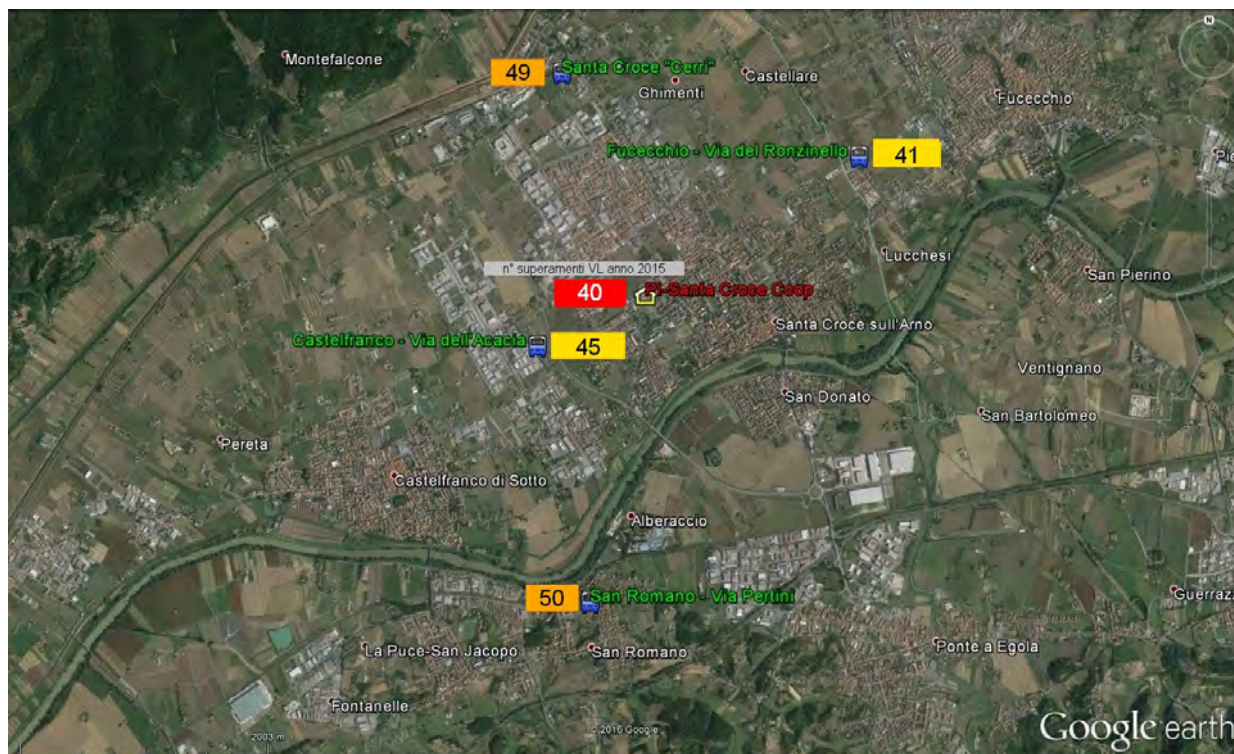 N
Montefalcone
49
Santa Croce "Cerri"
Castellare
Ghimenti
Fucecchio
Fucecchio - Via del Ronzinello
41
Lucchesi
n° superamenti VL anno 2015
San Pierino
40
PI-Santa Croce Coop
Santa Croce sull'Arno
Castelfranco - Via dell'Acacia
45
Ventignano
San Donato
San Bartolomeo
Pereta
Castelfranco di Sotto
Alberaccio
50
San Romano - Via Pertini
Guerrazz
La Puce-San Jacopo
San Romano
Ponte a Egola
Fontanelle
2003 m
© 2016 Google
Google earth